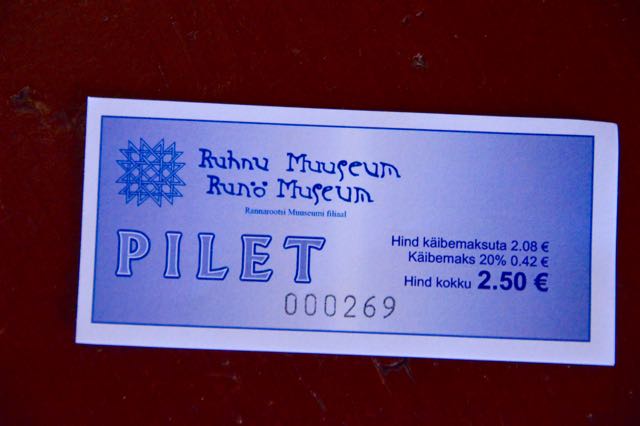 Ruhnu Muuseum
Runö Museum
Rannarootsi Muuseumi filiaal
PILET
000269
Hind käibemaksuta 2.08 €
Käibemaks 20% 0.42 €
Hind kokku 2.50 €